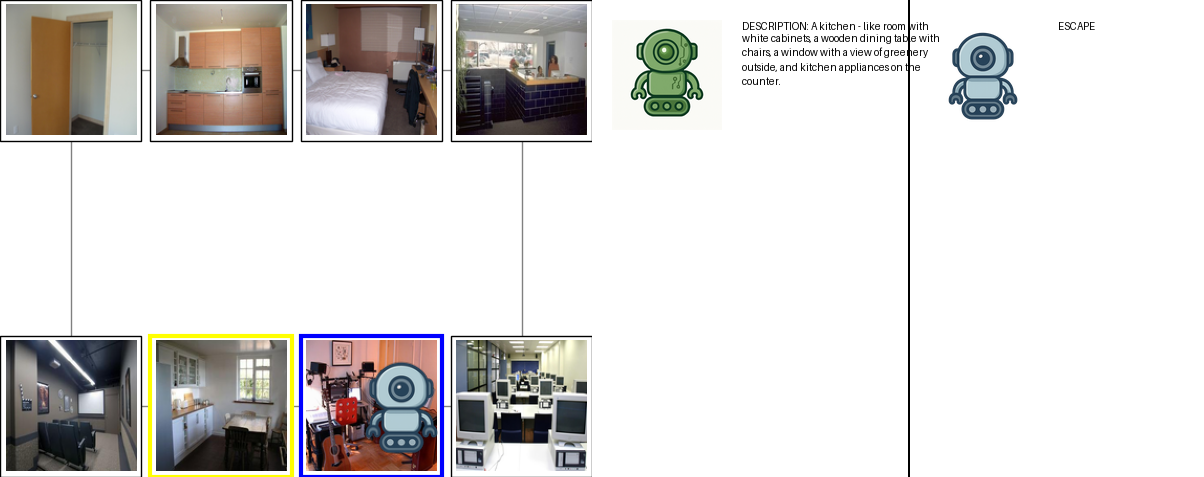 DESCRIPTION: A kitchen - like room with
white cabinets, a wooden dining table with
chairs, a window with a view of greenery
outside, and kitchen appliances on the
counter.
ESCAPE